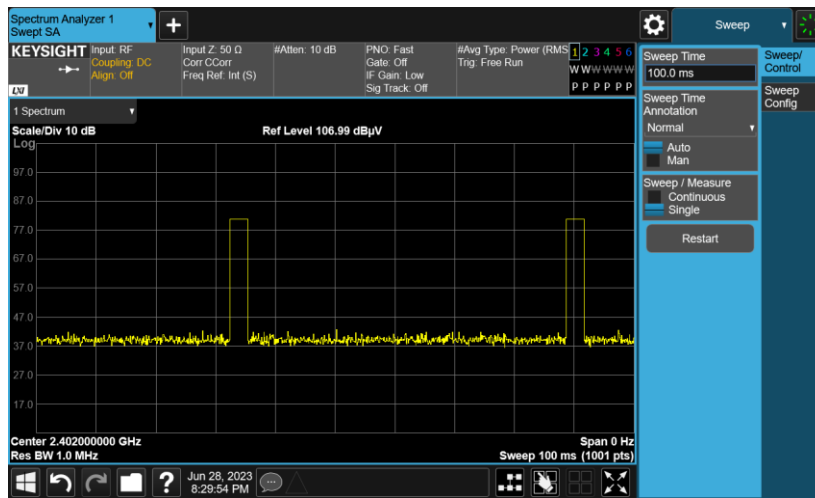 Spectrum Analyzer 1
Swept SA
+
Sweep
KEYSIGHT
Input: RF
Coupling: DC
Align: Off
Input Z: 50 Ω
Corr CCorr
Freq Ref: Int (S)
#Atten: 10 dB
PNO: Fast
Gate: Off
IF Gain: Low
Sig Track: Off
#Avg Type: Power (RMS
Trig: Free Run
1 2 3 4 5 6
W W W W W W
P P P P P P
LXI
1 Spectrum
Scale/Div 10 dB
Ref Level 106.99 dBµV
Log
97.0
87.0
77.0
67.0
57.0
47.0
37.0
27.0
17.0
Center 2.402000000 GHz
Span 0 Hz
Res BW 1.0 MHz
Sweep 100 ms (1001 pts)
Sweep Time
100.0 ms
Sweep Time
Annotation
Normal
Auto
Man
Sweep / Measure
Continuous
Single
Restart
Sweep/
Control
Sweep
Config
?
Jun 28, 2023
8:29:54 PM